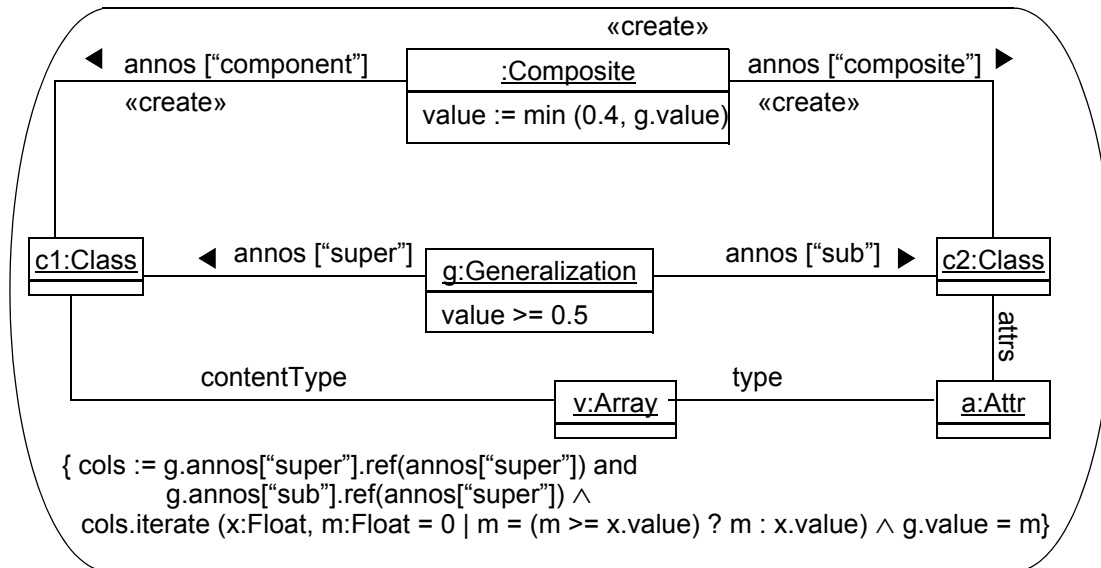 «create»
annos [“component”]
:Composite
annos [“composite”]
«create»
value := min (0.4, g.value)
«create»
c1:Class
annos [“super”]
g:Generalization
annos [“sub”]
c2:Class
value >= 0.5
attrs
contentType
v:Array
type
a:Attr
{ cols := g.annos[“super”].ref(annos[“super”]) and
g.annos[“sub”].ref(annos[“super”]) ∧
cols.iterate (x:Float, m:Float = 0 | m = (m >= x.value) ? m : x.value) ∧ g.value = m}